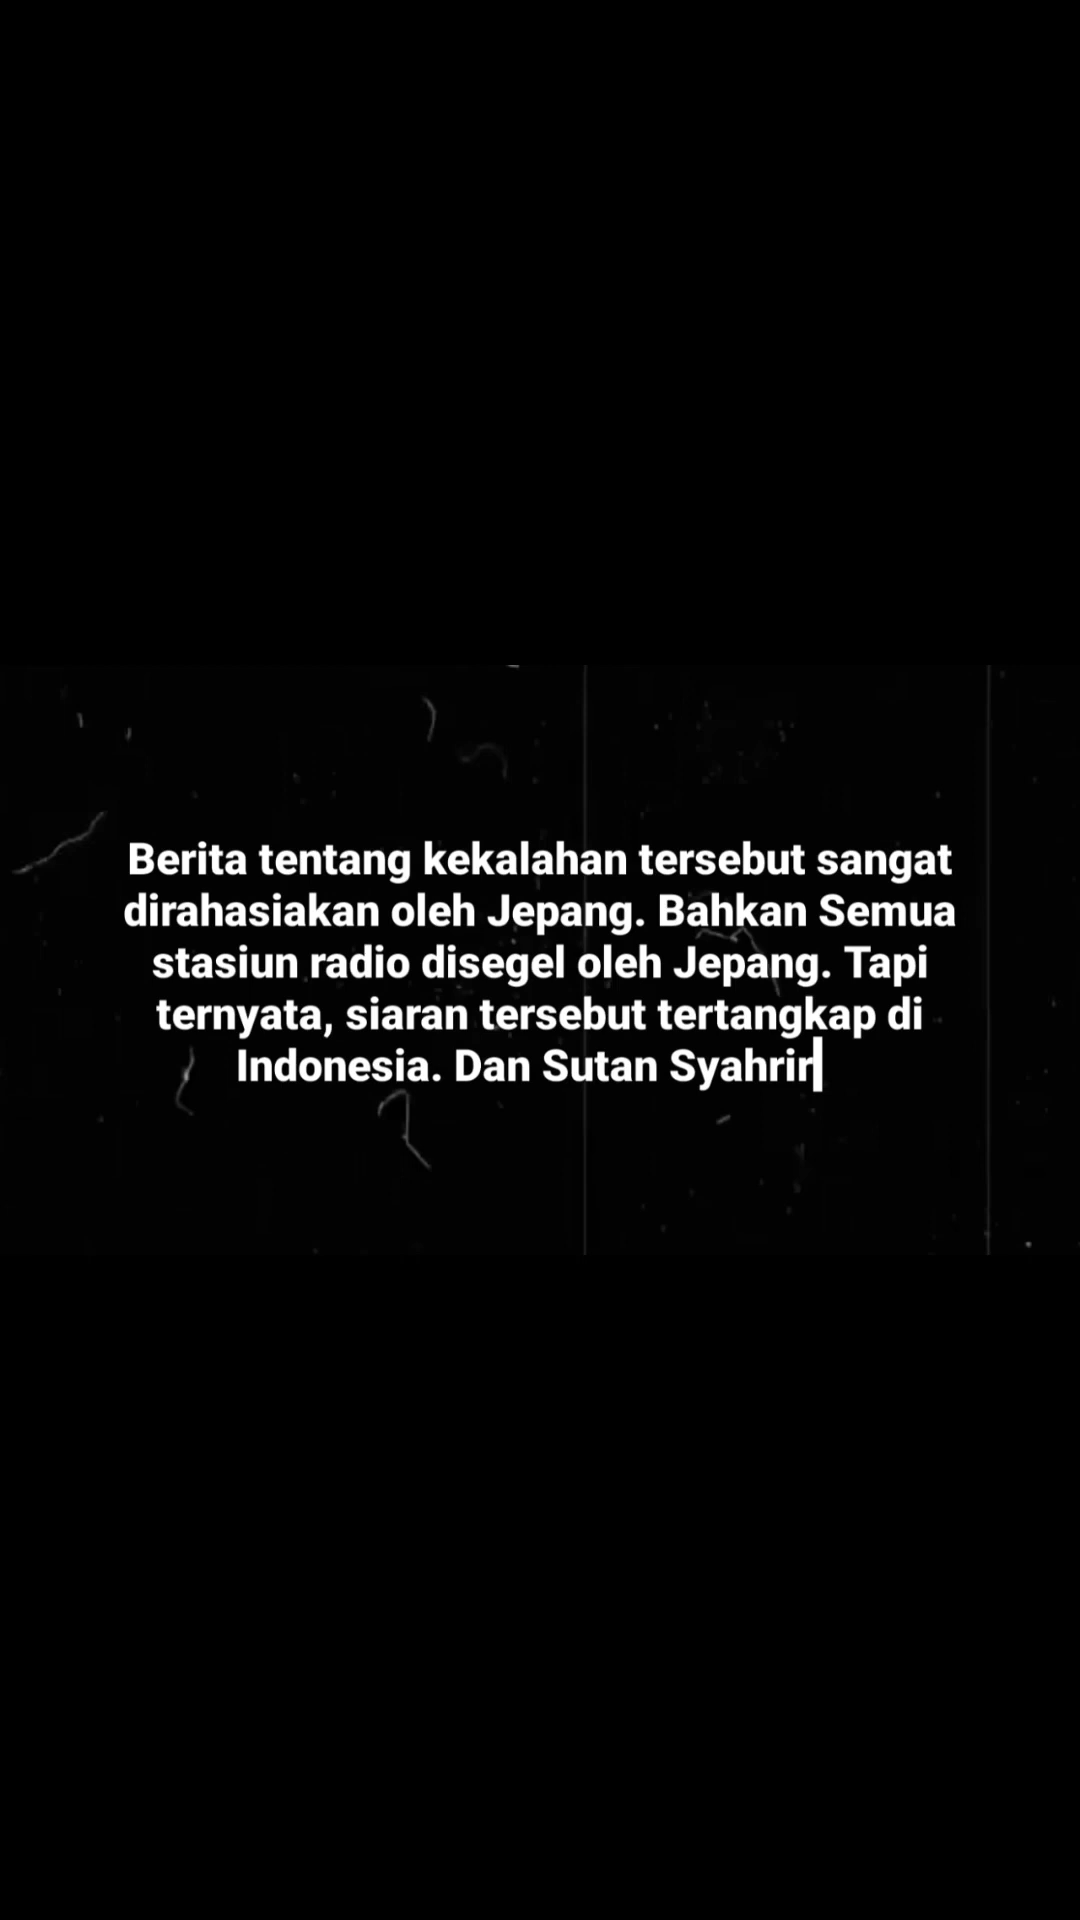 Berita tentang kekalahan tersebut sangat
dirahasiakan oleh Jepang. Bahkan Semua
stasiun radio disegel oleh Jepang. Tapi
ternyata, siaran tersebut tertangkap di
Indonesia. Dan Sutan Syahrir